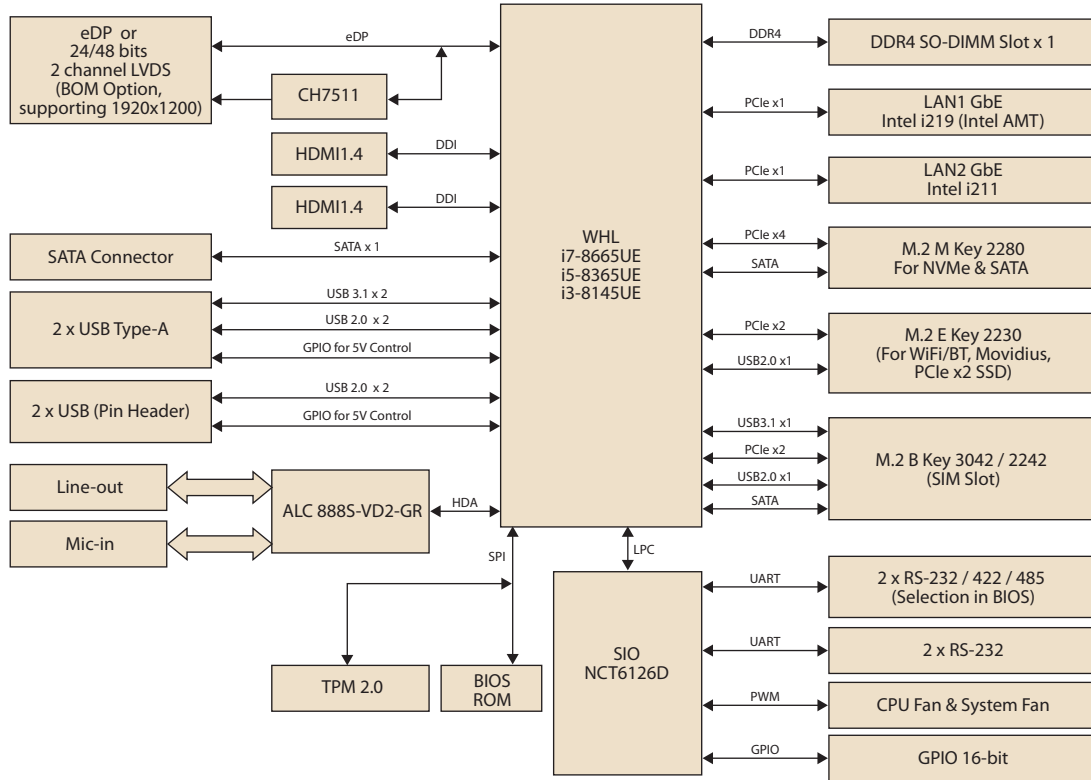 eDP or
24/48 bits
2 channel LVDS
(BOM Option,
supporting 1920x1200)
eDP
CH7511
HDMI1.4
DDI
HDMI1.4
DDI
SATA Connector
SATA x 1
2 x USB Type-A
USB 3.1 x 2
USB 2.0 x 2
GPIO for 5V Control
2 x USB (Pin Header)
USB 2.0 x 2
GPIO for 5V Control
Line-out
Mic-in
ALC 888S-VD2-GR
HDA
WHL
i7-8665UE
i5-8365UE
i3-8145UE
SPI
LPC
TPM 2.0
BIOS
ROM
SIO
NCT6126D
DDR4
DDR4 SO-DIMM Slot x 1
PCIe x1
LAN1 GbE
Intel i219 (Intel AMT)
PCIe x1
LAN2 GbE
Intel i211
PCIe x4
SATA
M.2 M Key 2280
For NVMe & SATA
PCIe x2
USB2.0 x1
M.2 E Key 2230
(For WiFi/BT, Movidius,
PCIe x2 SSD)
USB3.1 x1
PCIe x2
USB2.0 x1
SATA
M.2 B Key 3042 / 2242
(SIM Slot)
UART
2 x RS-232 / 422 / 485
(Selection in BIOS)
UART
2 x RS-232
PWM
CPU Fan & System Fan
GPIO
GPIO 16-bit